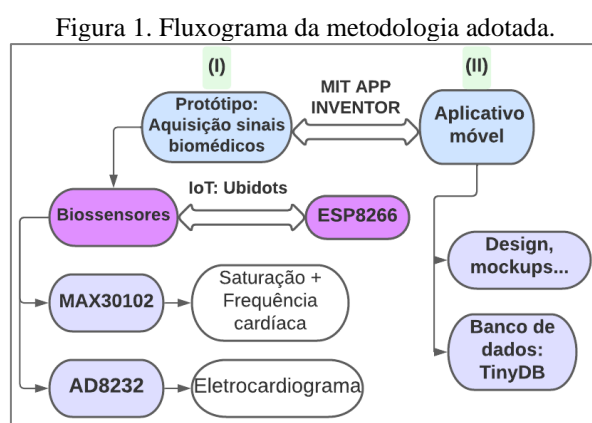 Figura 1. Fluxograma da metodologia adotada.
(I)
(II)
MIT APP
INVENTOR
Protótipo:
Aquisição sinais
biomédicos
Aplicativo
móvel
IoT: Ubidots
Biossensores
ESP8266
Design,
mockups...
MAX30102
Saturação +
Frequência
cardíaca
Banco de
dados:
TinyDB
AD8232
Eletrocardiograma